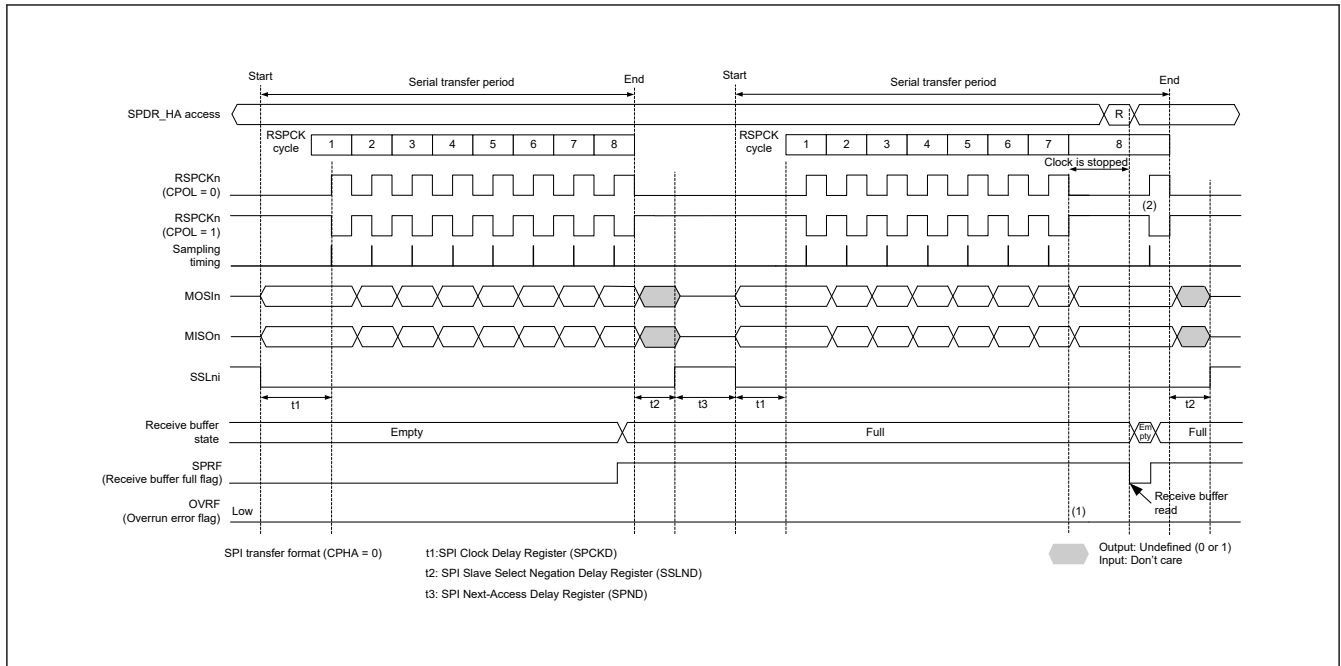 Start
Serial transfer period
End
Start
Serial transfer period
End
SPDR_HA access
R
RSPCK
cycle
1 2 3 4 5 6 7 8
RSPCK
cycle
1 2 3 4 5 6 7 8
Clock is stopped
RSPCKn
(CPOL = 0)
(2)
RSPCKn
(CPOL = 1)
Sampling
timing
MOSIn
MISOn
SSLni
t1
t2
t3
t1
t2
Receive buffer
state
Empty
Full
Em
pty
Full
SPRF
(Receive buffer full flag)
Receive buffer
read
OVRF
(Overrun error flag)
Low
(1)
SPI transfer format (CPHA = 0)
t1:SPI Clock Delay Register (SPCKD)
t2: SPI Slave Select Negation Delay Register (SSLND)
t3: SPI Next-Access Delay Register (SPND)
Output: Undefined (0 or 1)
Input: Don't care